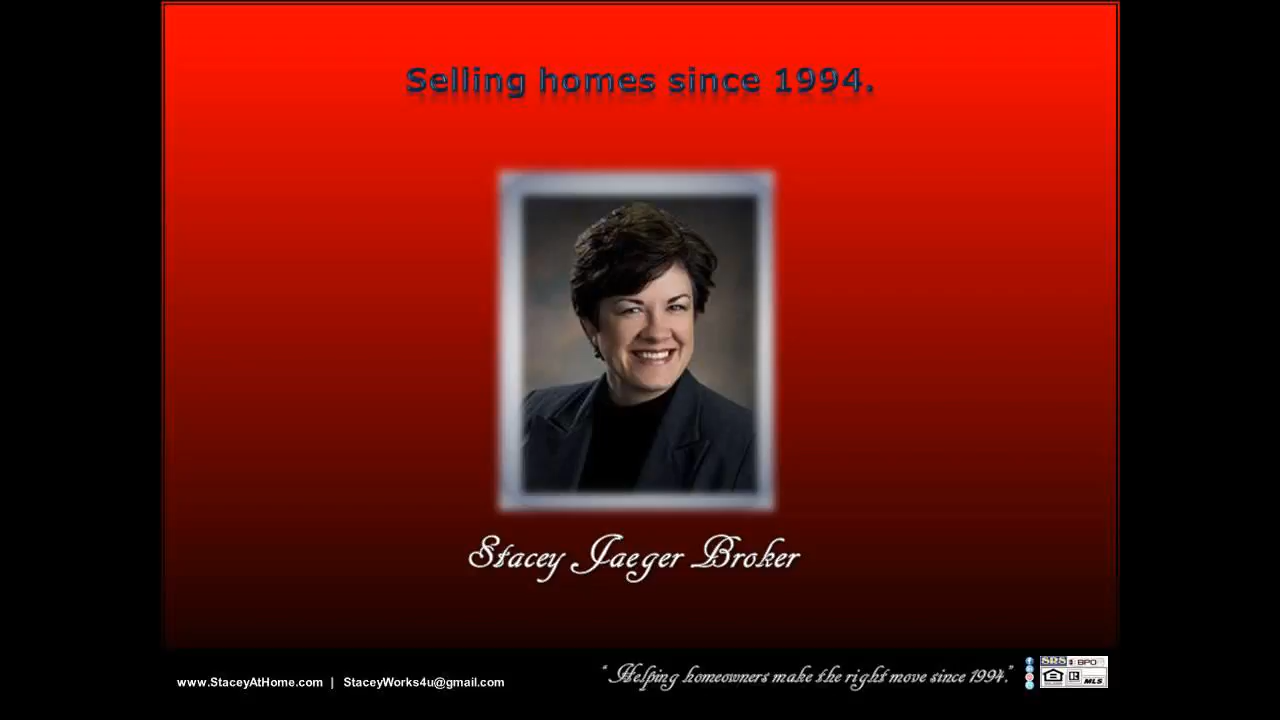 Selling homes since 1994.
Stacey Jaeger Broker
www.StaceyAtHome.com | StaceyWorks4u@gmail.com
“Helping homeowners make the right move since 1994.”
SRS BPO
R MLS